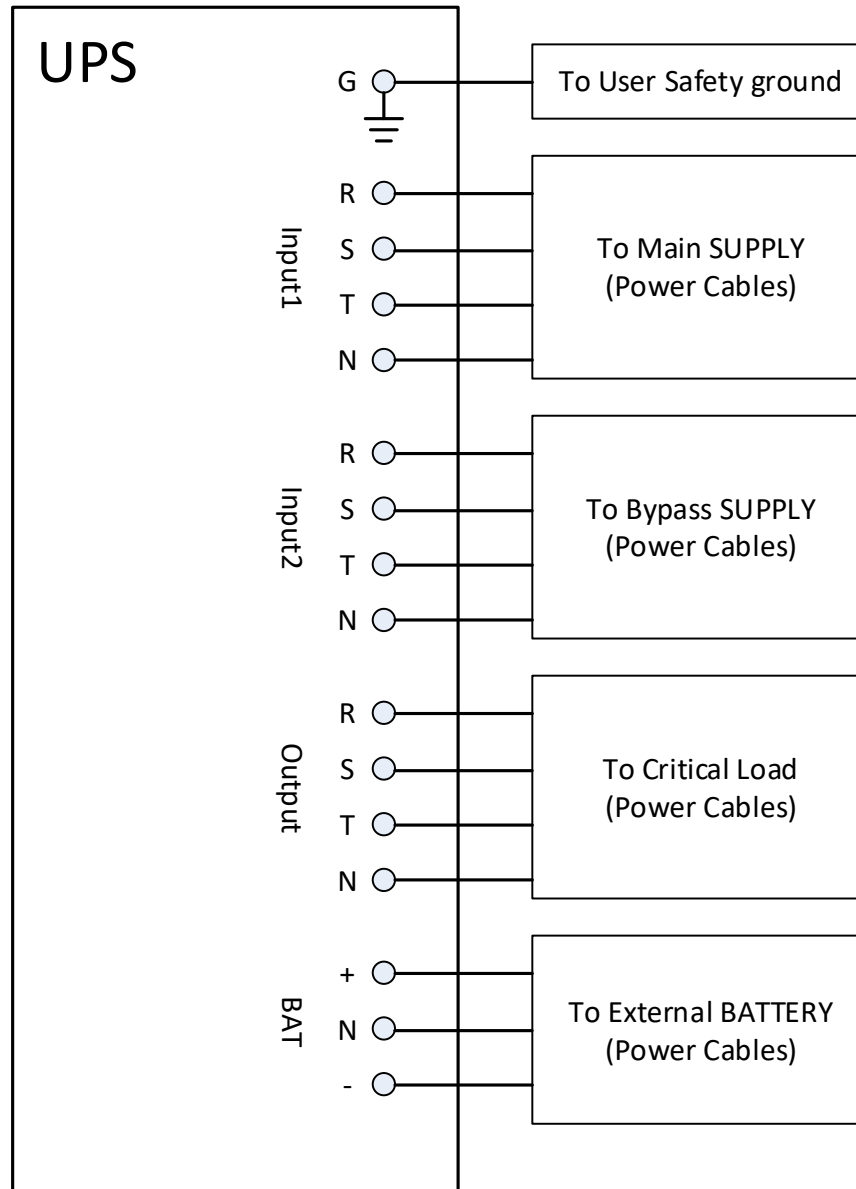 UPS
G
To User Safety ground
Input1
R
S
T
N
To Main SUPPLY
(Power Cables)
Input2
R
S
T
N
To Bypass SUPPLY
(Power Cables)
Output
R
S
T
N
To Critical Load
(Power Cables)
BAT
+
N
-
To External BATTERY
(Power Cables)